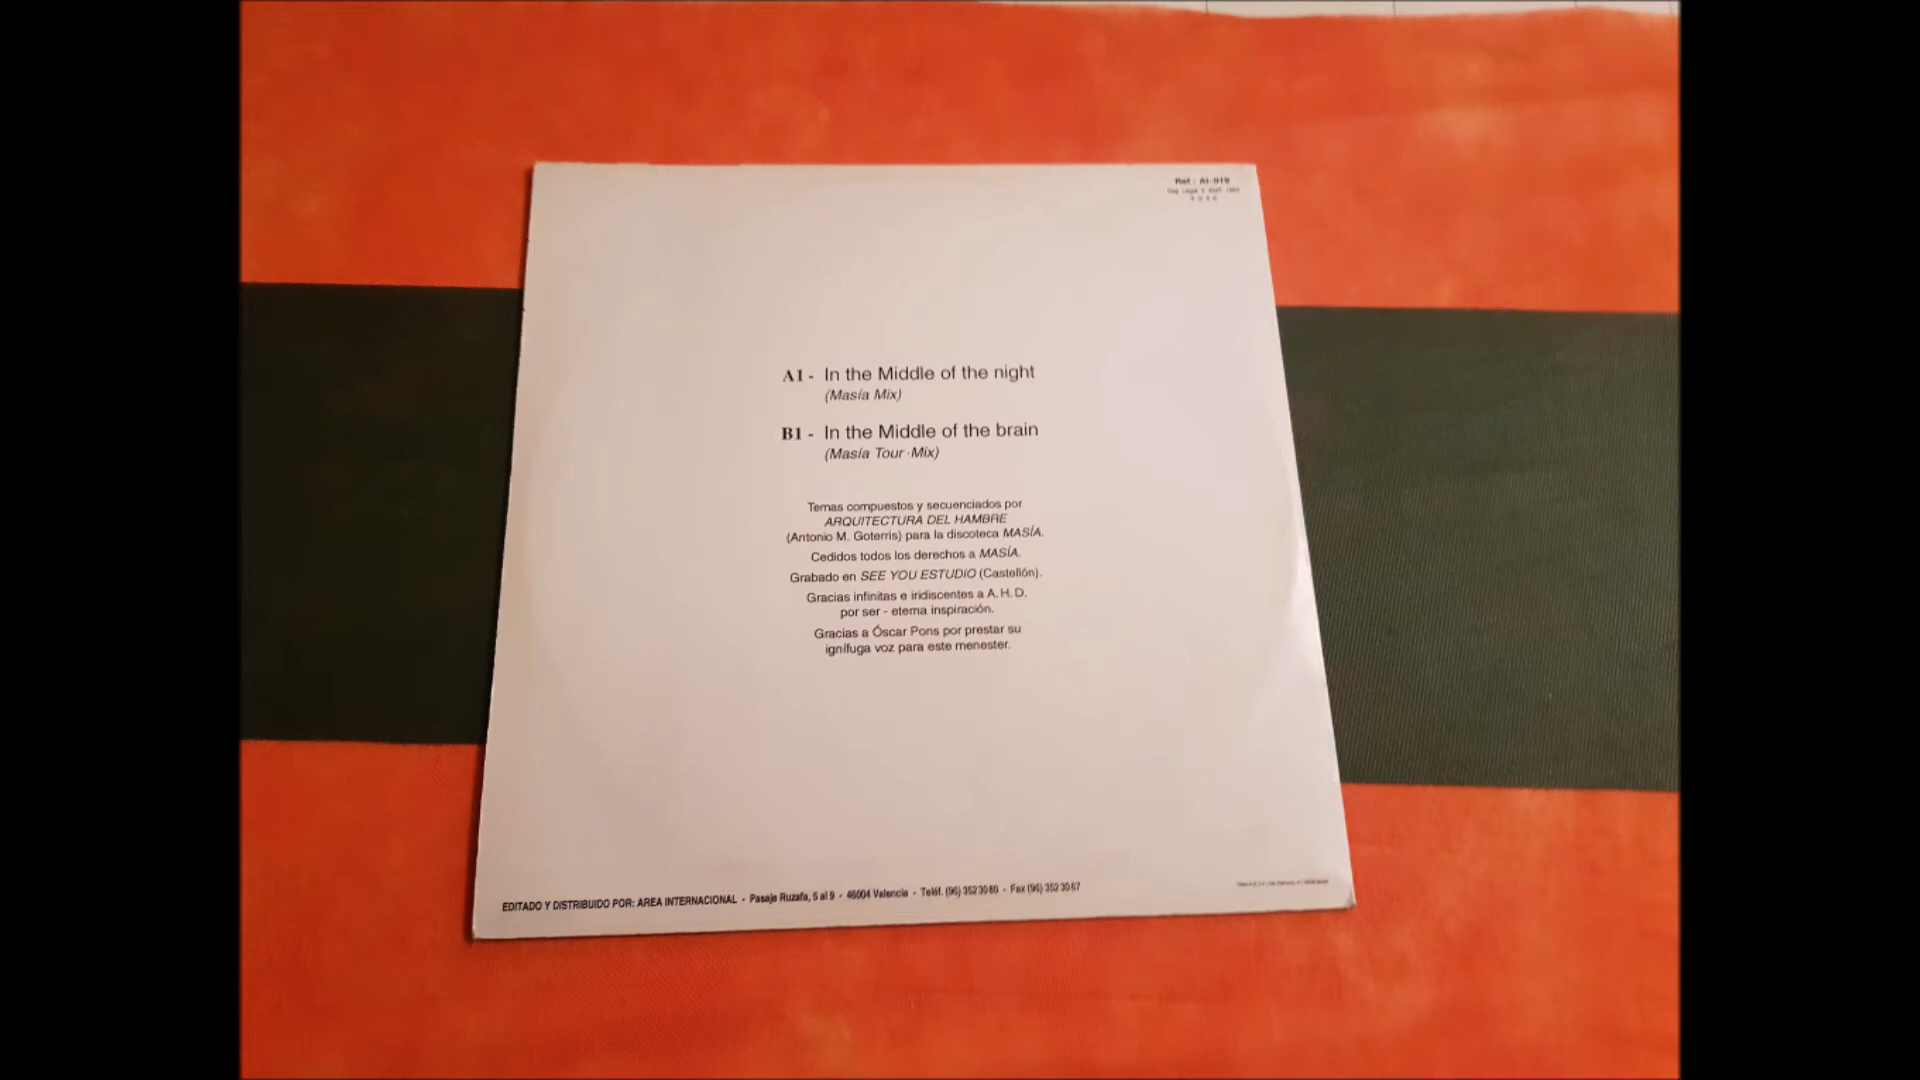 Ref - AI-019
A1 - In the Middle of the night
(Masía Mix)
B1 - In the Middle of the brain
(Masía Tour·Mix)
Temas compuestos y secuenciados por
ARQUITECTURA DEL HAMBRE
(Antonio M. Goterris) para la discoteca MASÍA.
Cedidos todos los derechos a MASÍA.
Grabado en SEE YOU ESTUDIO (Castellón).
Gracias infinitas e iridiscentes a A.H.D.
por ser - eterna inspiración.
Gracias a Óscar Pons por prestar su
ignífuga voz para este menester.
EDITADO Y DISTRIBUIDO POR: AREA INTERNACIONAL - Pasaje Ruzafa, 5 al 9 - 46004 Valencia - Teléf. (96) 352 30 60 - Fax (96) 352 30 67